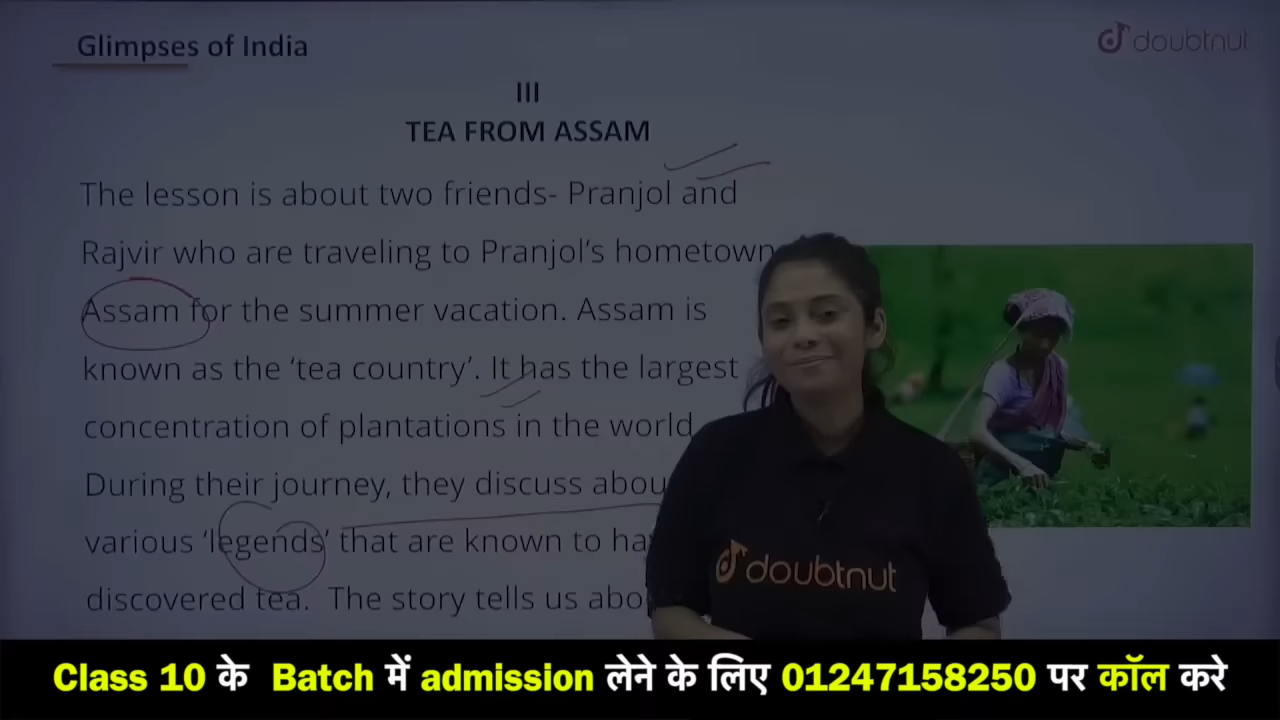 Glimpses of India
doubtnut
III
TEA FROM ASSAM
The lesson is about two friends- Pranjol and
Rajvir who are traveling to Pranjol's hometown
Assam for the summer vacation. Assam is
known as the 'tea country'. It has the largest
concentration of plantations in the world
During their journey, they discuss abou
various 'legends' that are known to ha
discovered tea. The story tells us abo
doubtnut
Class 10 के Batch में admission लेने के लिए 01247158250 पर कॉल करे